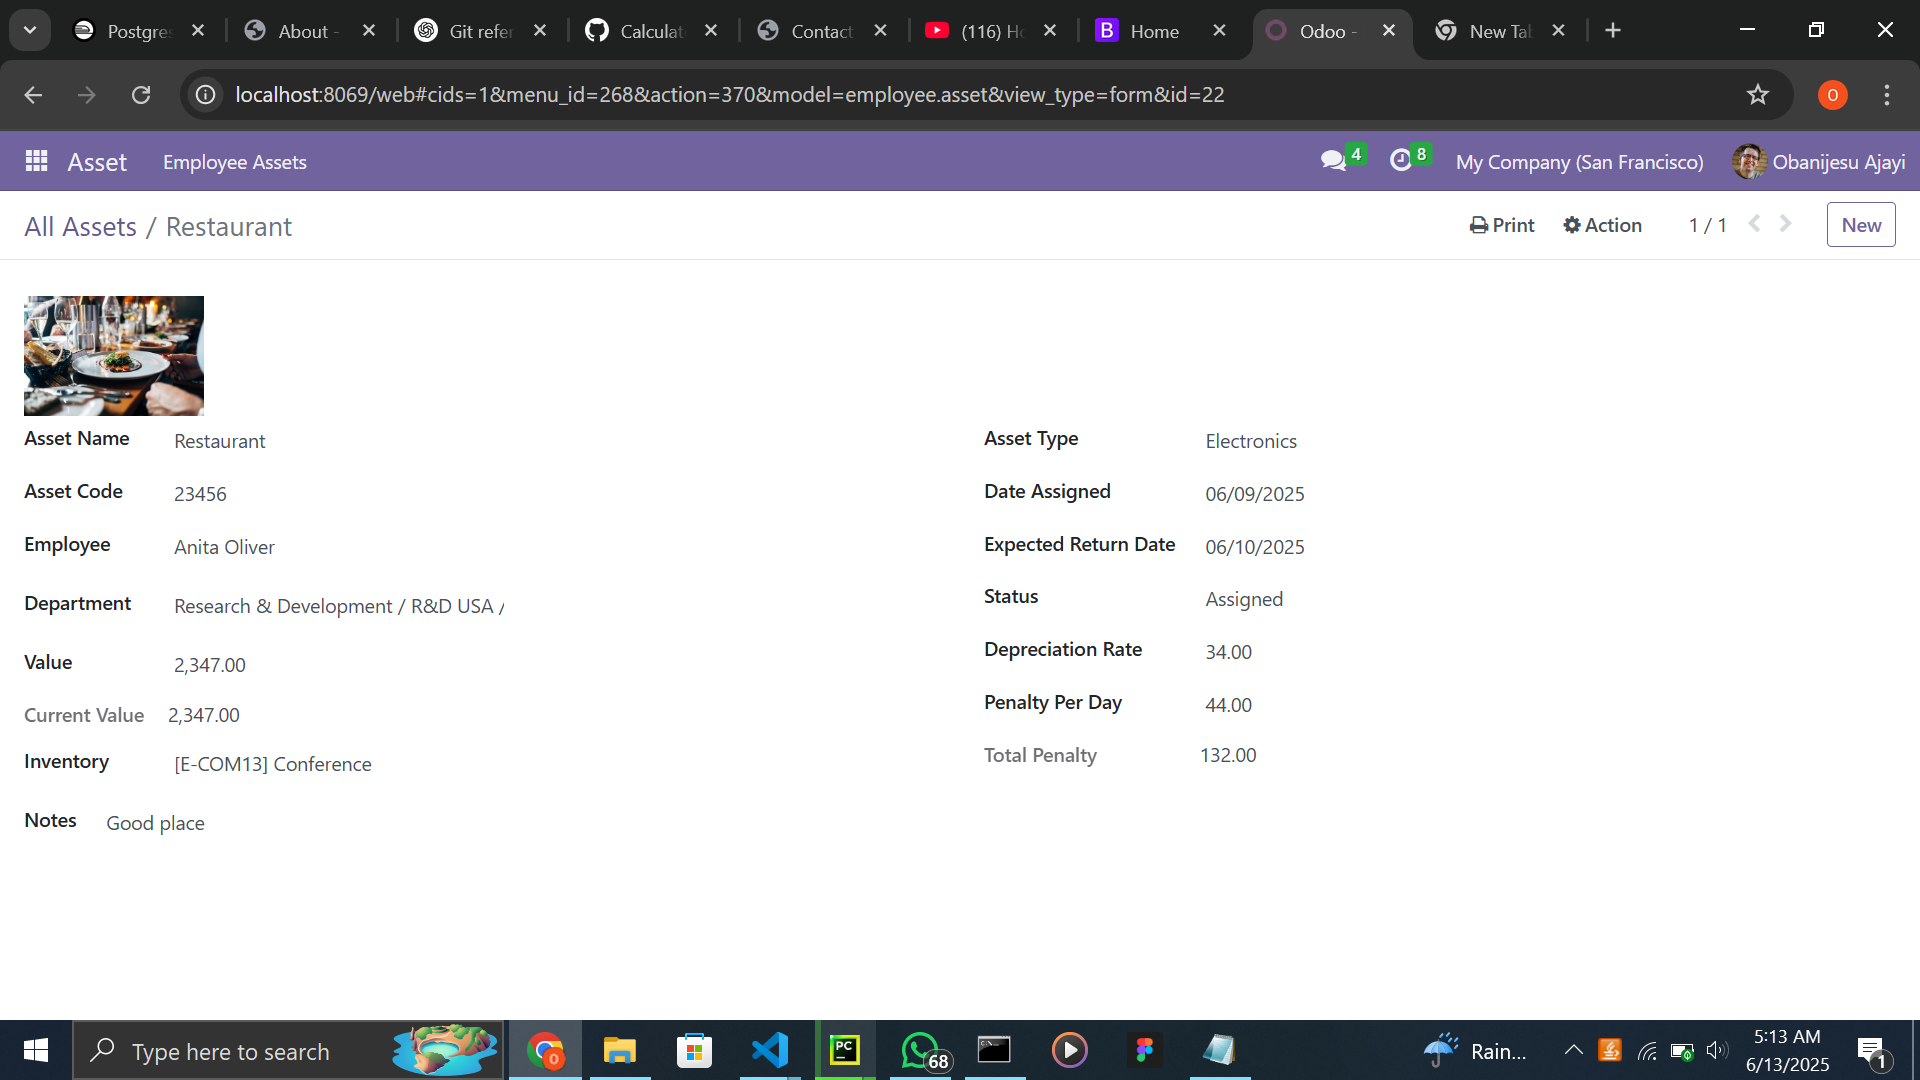 Postgres
About -
Git refer
Calculat
Contact
(116) Ho
B Home
Odoo -
New Tab
localhost:8069/web#cids=1&menu_id=268&action=370&model=employee.asset&view_type=form&id=22
O
Asset Employee Assets 4 8 My Company (San Francisco) Obanijesu Ajayi
All Assets / Restaurant Print Action 1 / 1 New
Asset Name Restaurant
Asset Code 23456
Employee Anita Oliver
Department Research & Development / R&D USA /
Value 2,347.00
Current Value 2,347.00
Inventory [E-COM13] Conference
Asset Type Electronics
Date Assigned 06/09/2025
Expected Return Date 06/10/2025
Status Assigned
Depreciation Rate 34.00
Penalty Per Day 44.00
Total Penalty 132.00
Notes Good place
Type here to search
O
PC
68
Rain...
5:13 AM
6/13/2025
1